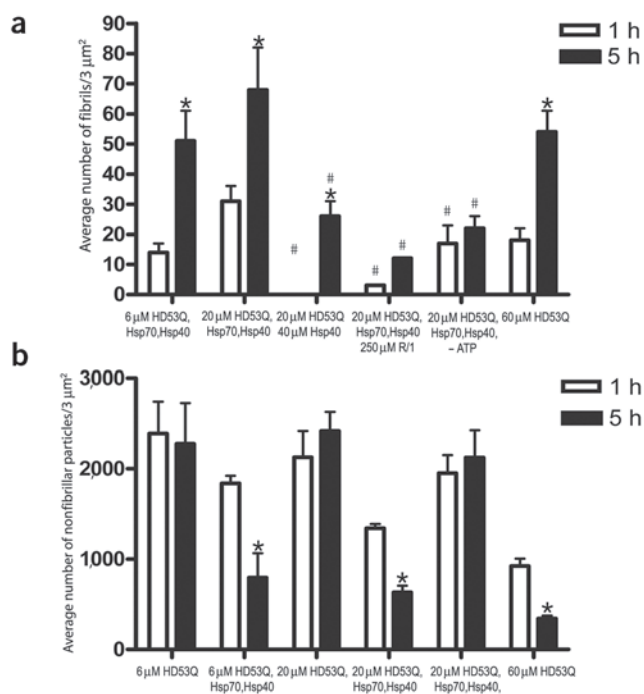 a
Average number of fibrils/3 μm²
90
80
70
60
50
40
30
20
10
0
1 h
5 h
*
*
#
#
*
#
#
#
#
*
6 μM HD53Q,
Hsp70,Hsp40
20 μM HD53Q,
Hsp70,Hsp40
20 μM HD53Q
40 μM Hsp40
20 μM HD53Q,
Hsp70,Hsp40
250 μM R/1
20 μM HD53Q,
Hsp70,Hsp40,
– ATP
60 μM HD53Q
b
Average number of nonfibrillar particles/3 μm²
3,000
2000
1000
0
1 h
5 h
*
*
*
6 μM HD53Q
6 μM HD53Q,
Hsp70,Hsp40
20 μM HD53Q
20 μM HD53Q,
Hsp70,Hsp40
20 μM HD53Q,
Hsp70,Hsp40,
60 μM HD53Q